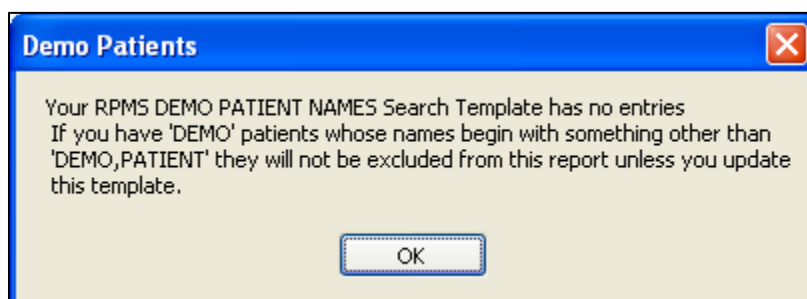 Demo Patients
Your RPMS DEMO PATIENT NAMES Search Template has no entries
If you have 'DEMO' patients whose names begin with something other than
'DEMO,PATIENT' they will not be excluded from this report unless you update
this template.
OK